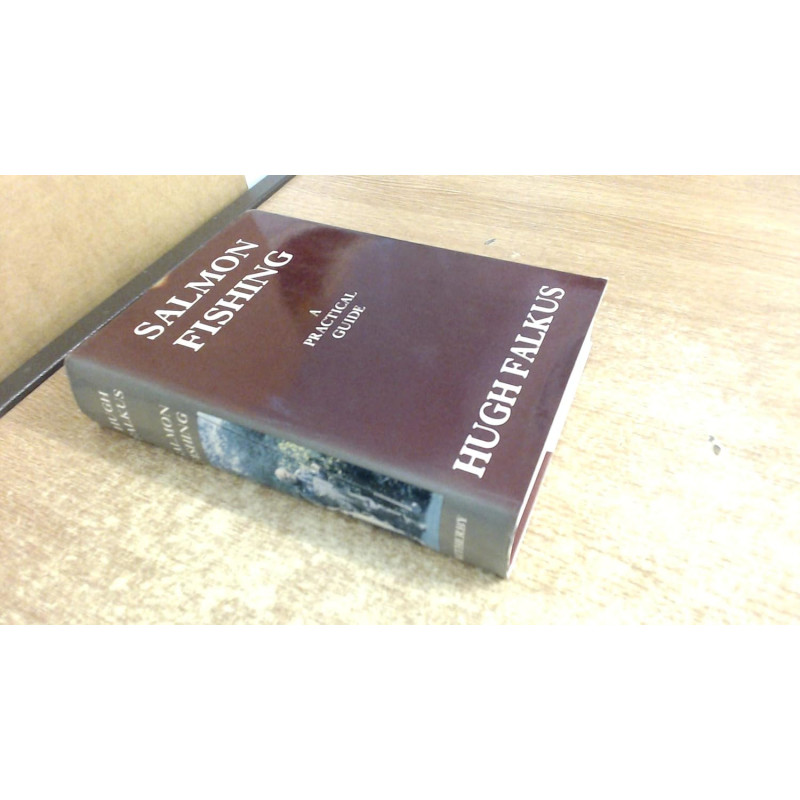 SALMON
FISHING
A
PRACTICAL
GUIDE
HUGH FALKUS
HUGH
FALKUS
SALMON
FISHING